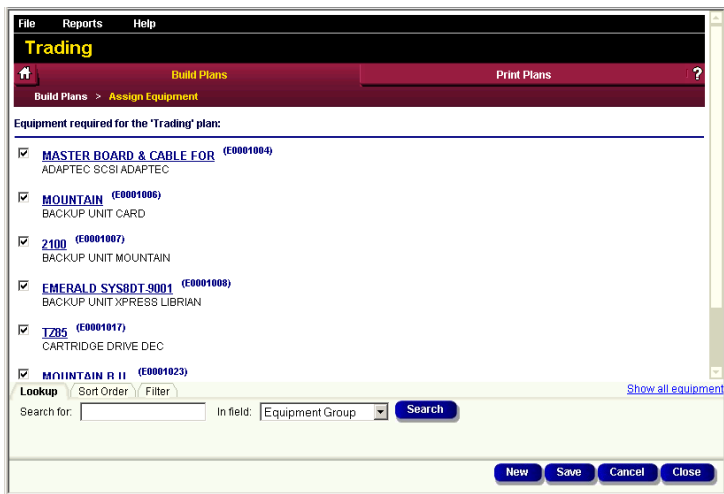 File Reports Help
Trading
Build Plans Print Plans ?
Build Plans > Assign Equipment
Equipment required for the 'Trading' plan:
MASTER BOARD & CABLE FOR (E0001004)
ADAPTEC SCSI ADAPTEC
MOUNTAIN (E0001006)
BACKUP UNIT CARD
2100 (E0001007)
BACKUP UNIT MOUNTAIN
EMERALD SYS8DT-9001 (E0001008)
BACKUP UNIT XPRESS LIBRIAN
TZ85 (E0001017)
CARTRIDGE DRIVE DEC
MOUNTAIN B.U. (E0001023)
Lookup Sort Order Filter Show all equipment
Search for: In field: Equipment Group Search
New Save Cancel Close